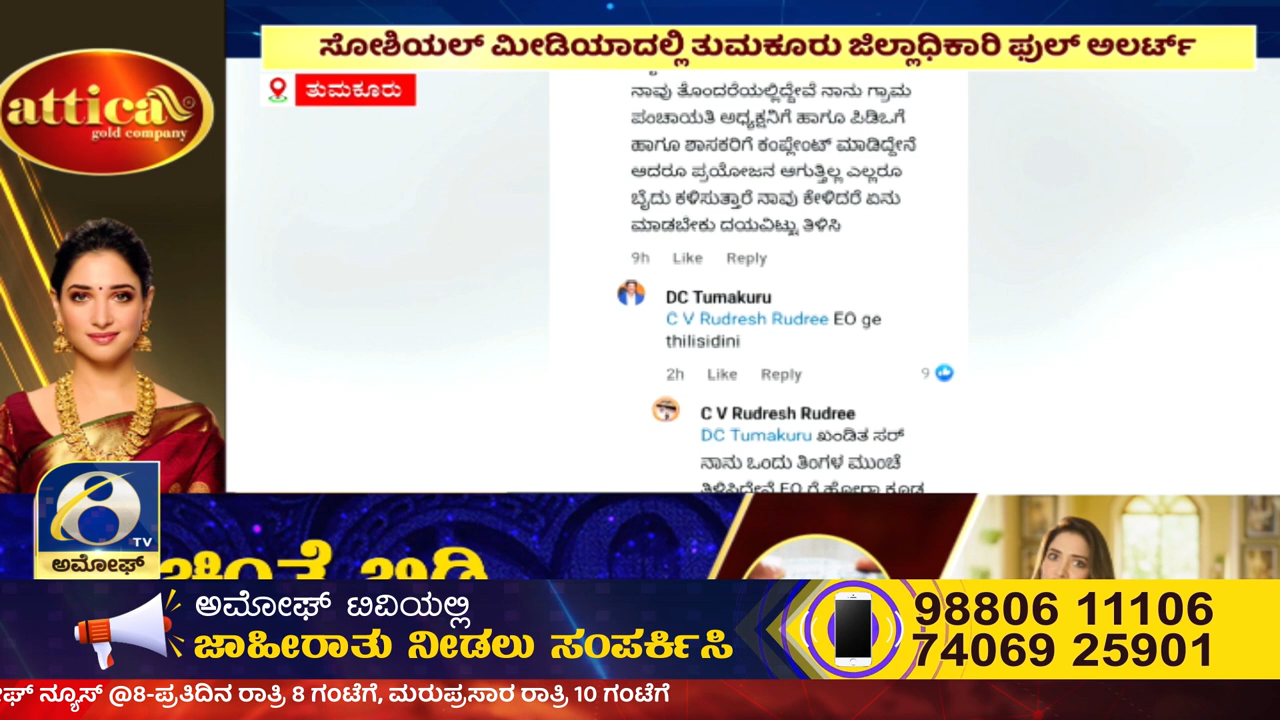 ಸೋಶಿಯಲ್ ಮೀಡಿಯಾದಲ್ಲಿ ತುಮಕೂರು ಜಿಲ್ಲಾಧಿಕಾರಿ ಫುಲ್ ಅಲರ್ಟ್
ತುಮಕೂರು
attica
gold company
ನಾವು ತೊಂದರೆಯಲ್ಲಿದ್ದೇವೆ ನಾನು ಗ್ರಾಮ
ಪಂಚಾಯತಿ ಅಧ್ಯಕ್ಷನಿಗೆ ಹಾಗೂ ಪಿಡಿಒಗೆ
ಹಾಗೂ ಶಾಸಕರಿಗೆ ಕಂಪ್ಲೇಂಟ್ ಮಾಡಿದ್ದೇನೆ
ಆದರೂ ಪ್ರಯೋಜನ ಆಗುತ್ತಿಲ್ಲ ಎಲ್ಲರೂ
ಬೈದು ಕಳಿಸುತ್ತಾರೆ ನಾವು ಕೇಳಿದರೆ ಏನು
ಮಾಡಬೇಕು ದಯವಿಟ್ಟು ತಿಳಿಸಿ
9h Like Reply
DC Tumakuru
C V Rudresh Rudree EO ge
thilisidini
2h Like Reply 9
C V Rudresh Rudree
DC Tumakuru ಖಂಡಿತ ಸರ್
ನಾನು ಒಂದು ತಿಂಗಳ ಮುಂಚೆ
ತಿಳಿಸಿದ್ದೇನೆ EO ಗೆ ಹೋದ್ರೂ ಕೂಡ
8 TV
ಅಮೋಘ್
ಚಿಂತೆ ಬಿಡಿ
ಅಮೋಘ್ ಟಿವಿಯಲ್ಲಿ
ಜಾಹೀರಾತು ನೀಡಲು ಸಂಪರ್ಕಿಸಿ
98806 11106
74069 25901
ಘ್ ನ್ಯೂಸ್ @8-ಪ್ರತಿದಿನ ರಾತ್ರಿ 8 ಗಂಟೆಗೆ, ಮರುಪ್ರಸಾರ ರಾತ್ರಿ 10 ಗಂಟೆಗೆ